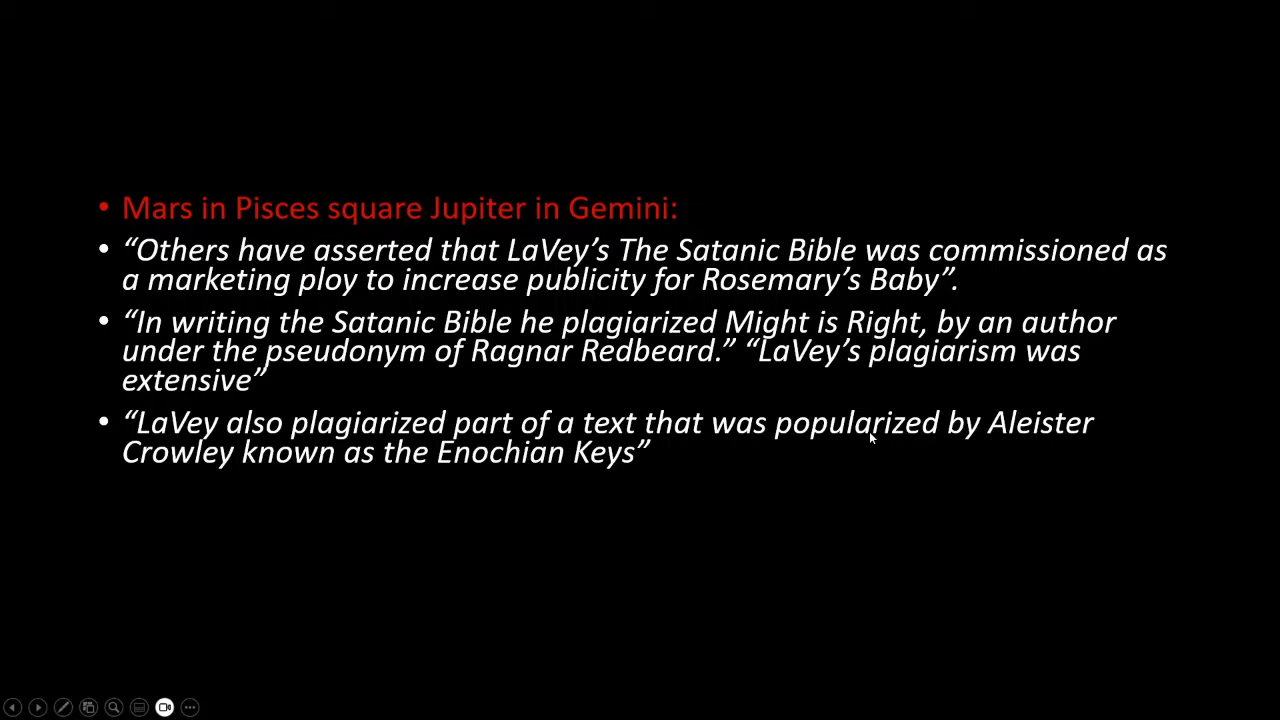 • Mars in Pisces square Jupiter in Gemini:
• “Others have asserted that LaVey’s The Satanic Bible was commissioned as
a marketing ploy to increase publicity for Rosemary’s Baby”.
• “In writing the Satanic Bible he plagiarized Might is Right, by an author
under the pseudonym of Ragnar Redbeard.” “LaVey’s plagiarism was
extensive”
• “LaVey also plagiarized part of a text that was popularized by Aleister
Crowley known as the Enochian Keys”